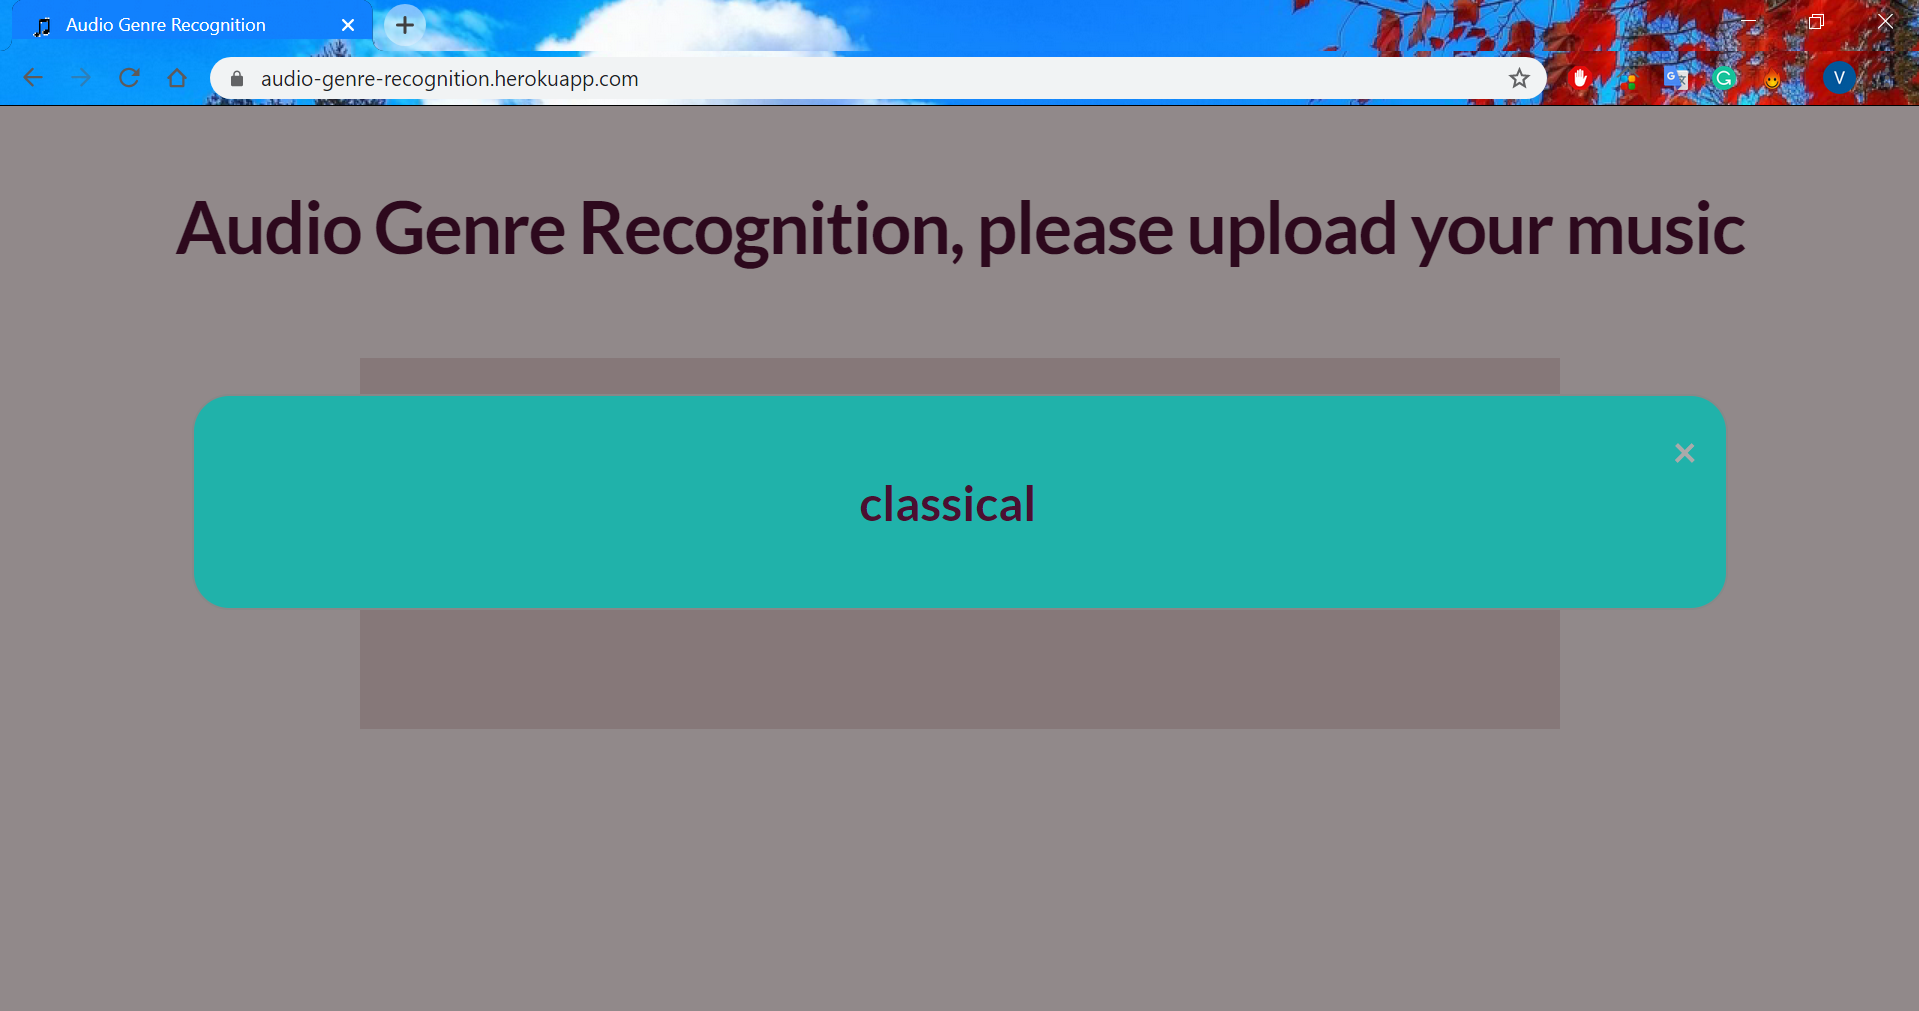 Audio Genre Recognition
audio-genre-recognition.herokuapp.com
V
Audio Genre Recognition, please upload your music
classical